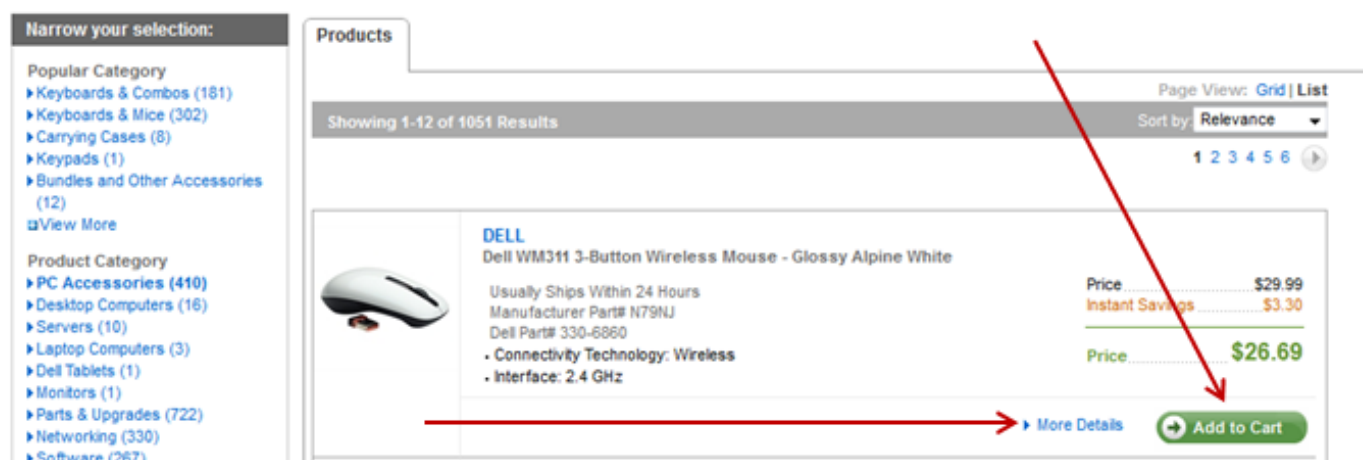 Narrow your selection:
Popular Category
Keyboards & Combos (181)
Keyboards & Mice (302)
Carrying Cases (8)
Keypads (1)
Bundles and Other Accessories
(12)
View More
Product Category
PC Accessories (410)
Desktop Computers (16)
Servers (10)
Laptop Computers (3)
Dell Tablets (1)
Monitors (1)
Parts & Upgrades (722)
Networking (330)
Software (267)
Products
Page View: Grid | List
Showing 1-12 of 1051 Results
Sort by: Relevance
1 2 3 4 5 6
DELL
Dell WM311 3-Button Wireless Mouse - Glossy Alpine White
Usually Ships Within 24 Hours
Manufacturer Part# N79NJ
Dell Part# 330-6860
• Connectivity Technology: Wireless
• Interface: 2.4 GHz
Price $29.99
Instant Savings $3.30
Price $26.69
More Details
Add to Cart